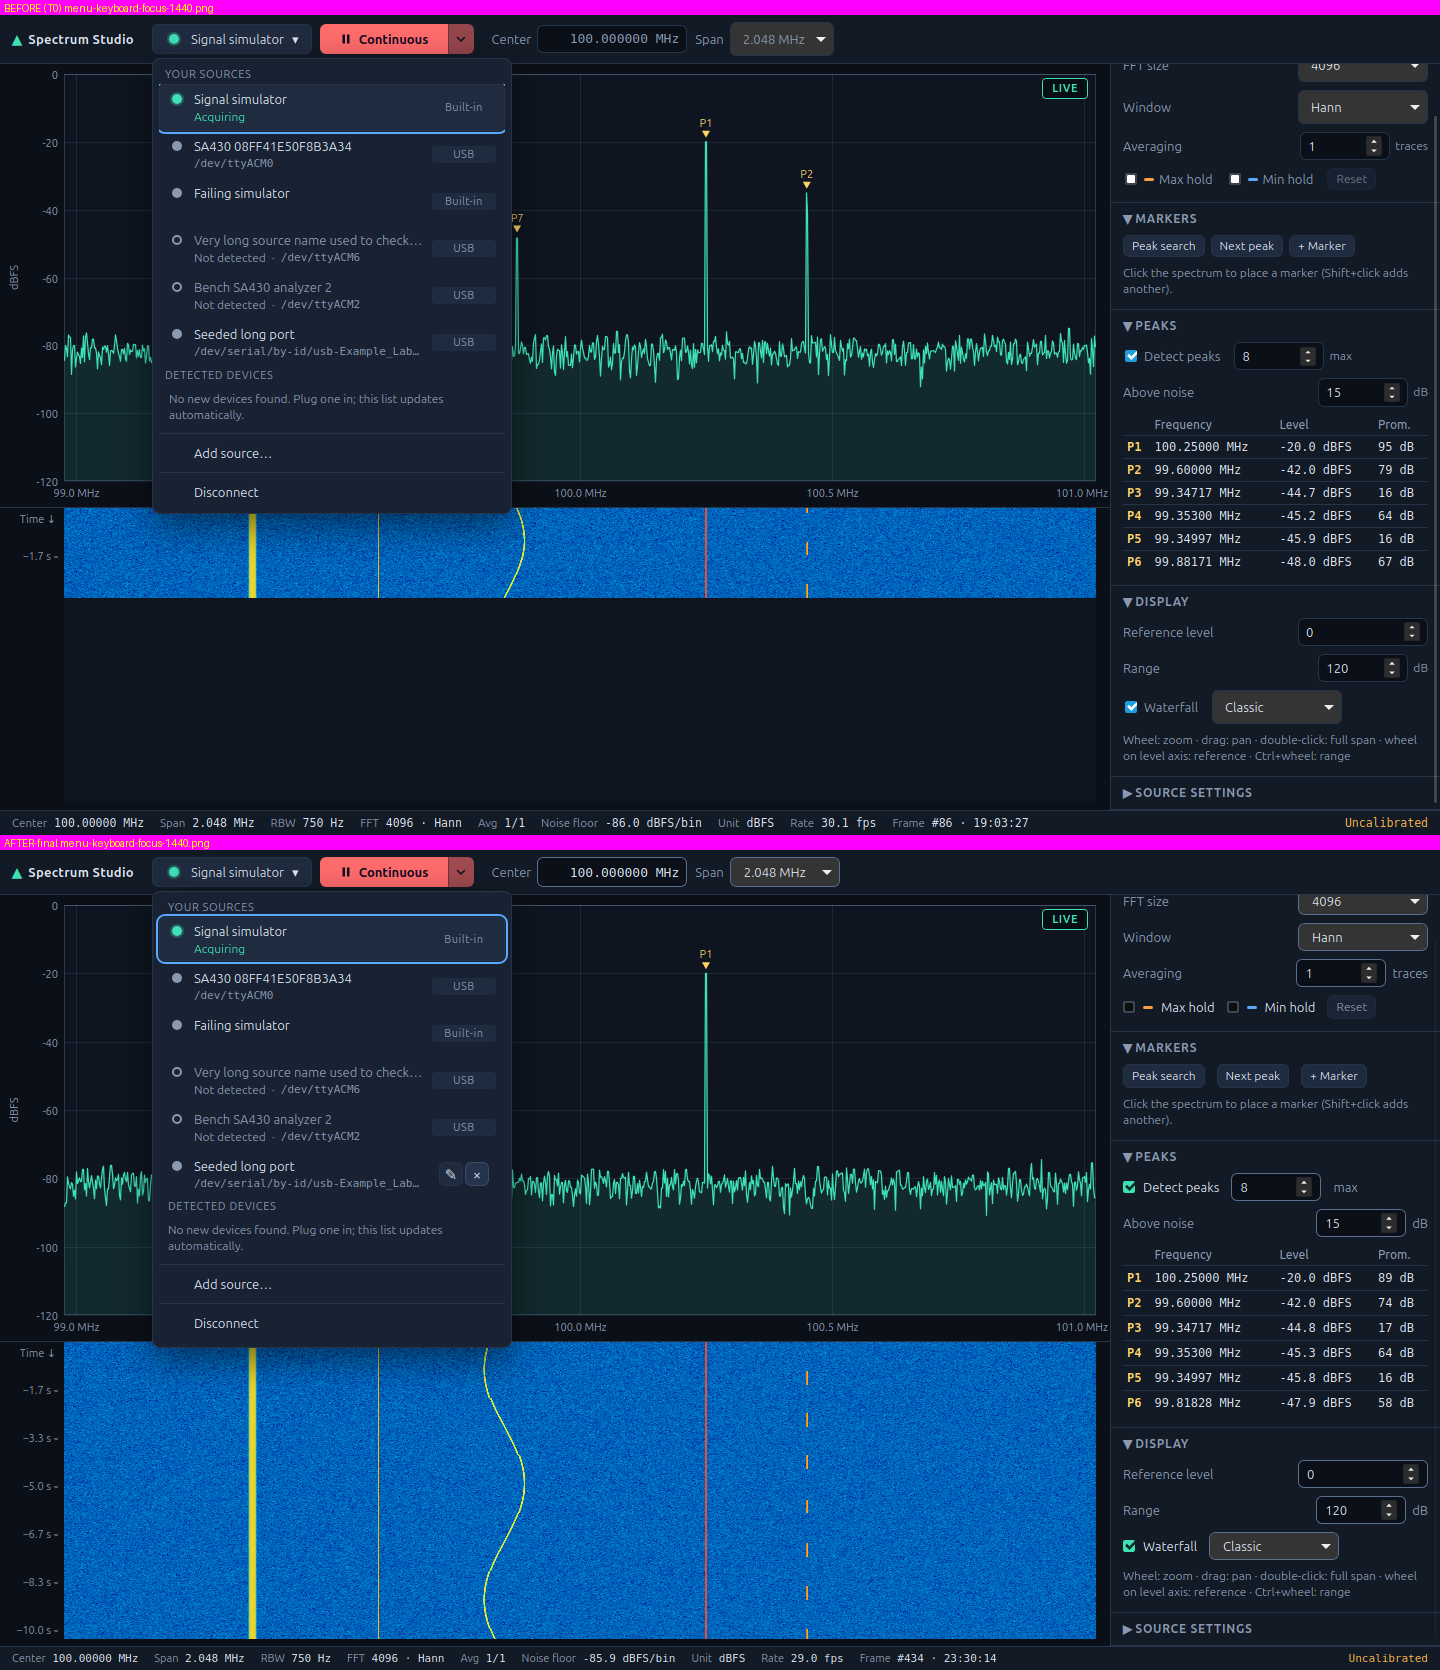 BEFORE (T0) menu-keyboard-focus-1440.png
▲ Spectrum Studio Signal simulator ▾ Continuous Center 100.000000 MHz Span 2.048 MHz
YOUR SOURCES
Signal simulator
Acquiring
Built-in
SA430 08FF41E50F8B3A34
/dev/ttyACM0
USB
Failing simulator
Built-in
Very long source name used to check…
Not detected · /dev/ttyACM6
USB
Bench SA430 analyzer 2
Not detected · /dev/ttyACM2
USB
Seeded long port
/dev/serial/by-id/usb-Example_Lab…
USB
DETECTED DEVICES
No new devices found. Plug one in; this list updates
automatically.
Add source…
Disconnect
LIVE
P1
P2
P7
dBFS
0
-20
-40
-60
-80
-100
-120
99.0 MHz 100.0 MHz 100.5 MHz 101.0 MHz
Time ↓
−1.7 s
FFT size 4096
Window Hann
Averaging 1 traces
Max hold Min hold Reset
▼ MARKERS
Peak search Next peak + Marker
Click the spectrum to place a marker (Shift+click adds
another).
▼ PEAKS
Detect peaks 8 max
Above noise 15 dB
Frequency Level Prom.
P1 100.25000 MHz -20.0 dBFS 95 dB
P2 99.60000 MHz -42.0 dBFS 79 dB
P3 99.34717 MHz -44.7 dBFS 16 dB
P4 99.35300 MHz -45.2 dBFS 64 dB
P5 99.34997 MHz -45.9 dBFS 16 dB
P6 99.88171 MHz -48.0 dBFS 67 dB
▼ DISPLAY
Reference level 0
Range 120 dB
Waterfall Classic
Wheel: zoom · drag: pan · double-click: full span · wheel
on level axis: reference · Ctrl+wheel: range
▶ SOURCE SETTINGS
Center 100.00000 MHz Span 2.048 MHz RBW 750 Hz FFT 4096 · Hann Avg 1/1 Noise floor -86.0 dBFS/bin Unit dBFS Rate 30.1 fps Frame #86 · 19:03:27 Uncalibrated
AFTER-final menu-keyboard-focus-1440.png
▲ Spectrum Studio Signal simulator ▾ Continuous Center 100.000000 MHz Span 2.048 MHz
YOUR SOURCES
Signal simulator
Acquiring
Built-in
SA430 08FF41E50F8B3A34
/dev/ttyACM0
USB
Failing simulator
Built-in
Very long source name used to check…
Not detected · /dev/ttyACM6
USB
Bench SA430 analyzer 2
Not detected · /dev/ttyACM2
USB
Seeded long port
/dev/serial/by-id/usb-Example_Lab…
✎ ×
DETECTED DEVICES
No new devices found. Plug one in; this list updates
automatically.
Add source…
Disconnect
LIVE
P1
dBFS
0
-20
-40
-60
-80
-100
-120
99.0 MHz 100.0 MHz 100.5 MHz 101.0 MHz
Time ↓
−1.7 s
−3.3 s
−5.0 s
−6.7 s
−8.3 s
−10.0 s
FFT size 4096
Window Hann
Averaging 1 traces
Max hold Min hold Reset
▼ MARKERS
Peak search Next peak + Marker
Click the spectrum to place a marker (Shift+click adds
another).
▼ PEAKS
Detect peaks 8 max
Above noise 15 dB
Frequency Level Prom.
P1 100.25000 MHz -20.0 dBFS 89 dB
P2 99.60000 MHz -42.0 dBFS 74 dB
P3 99.34717 MHz -44.8 dBFS 17 dB
P4 99.35300 MHz -45.3 dBFS 64 dB
P5 99.34997 MHz -45.8 dBFS 16 dB
P6 99.81828 MHz -47.9 dBFS 58 dB
▼ DISPLAY
Reference level 0
Range 120 dB
Waterfall Classic
Wheel: zoom · drag: pan · double-click: full span · wheel
on level axis: reference · Ctrl+wheel: range
▶ SOURCE SETTINGS
Center 100.00000 MHz Span 2.048 MHz RBW 750 Hz FFT 4096 · Hann Avg 1/1 Noise floor -85.9 dBFS/bin Unit dBFS Rate 29.0 fps Frame #434 · 23:30:14 Uncalibrated